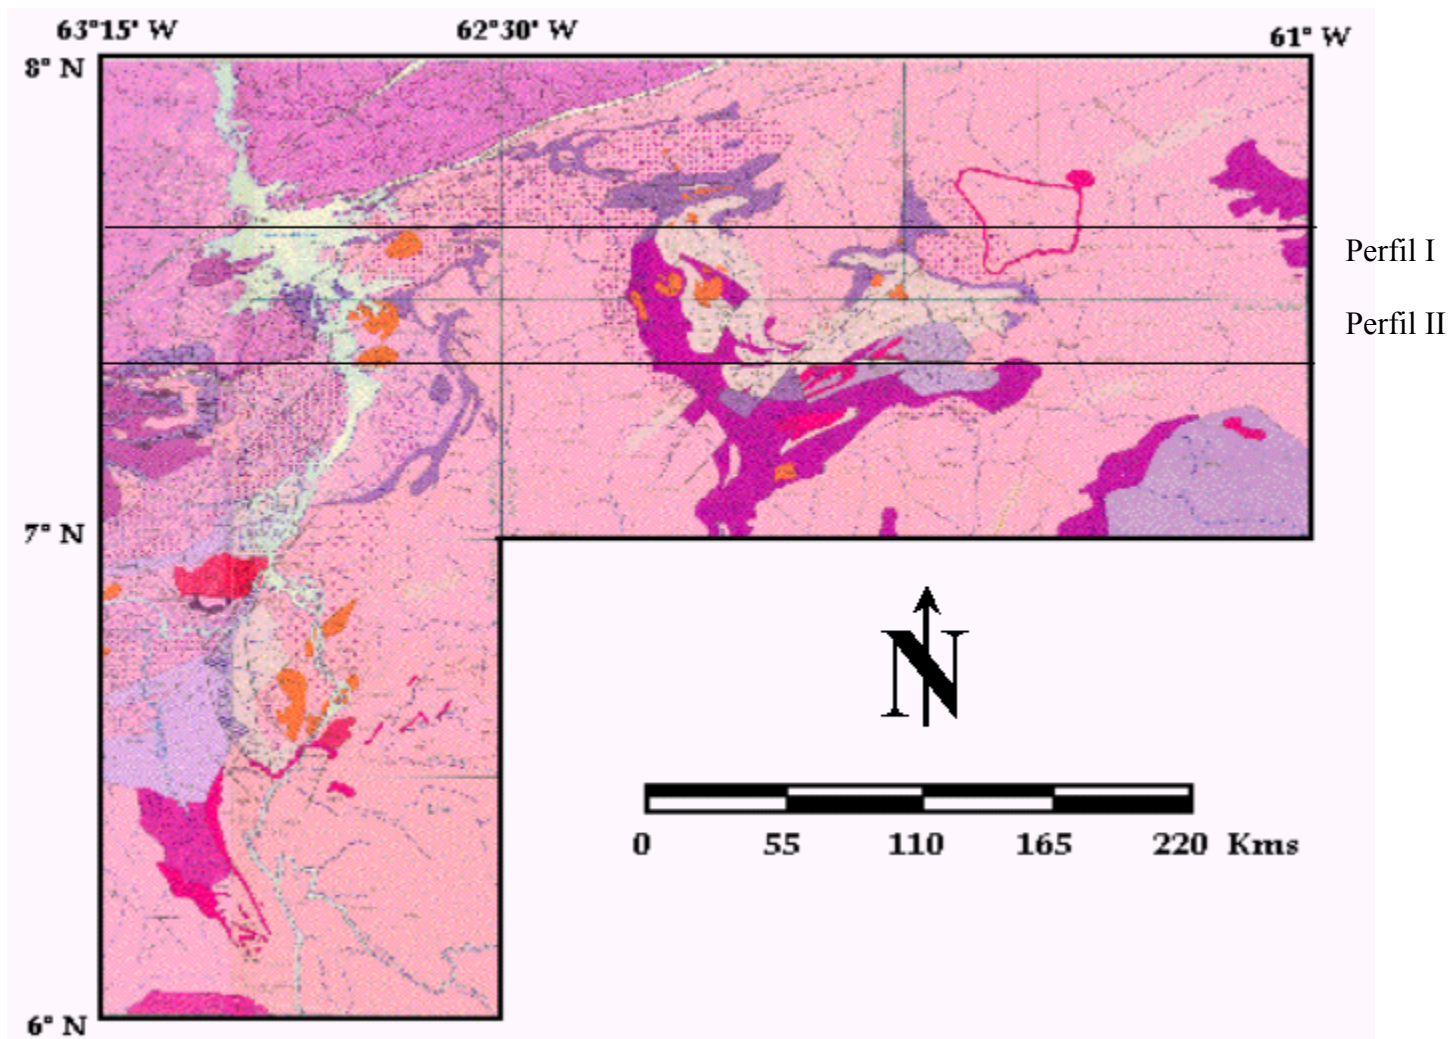 63°15' W 62°30' W 61° W
8° N
Perfil I
Perfil II
7° N
N
0 55 110 165 220 Kms
6° N